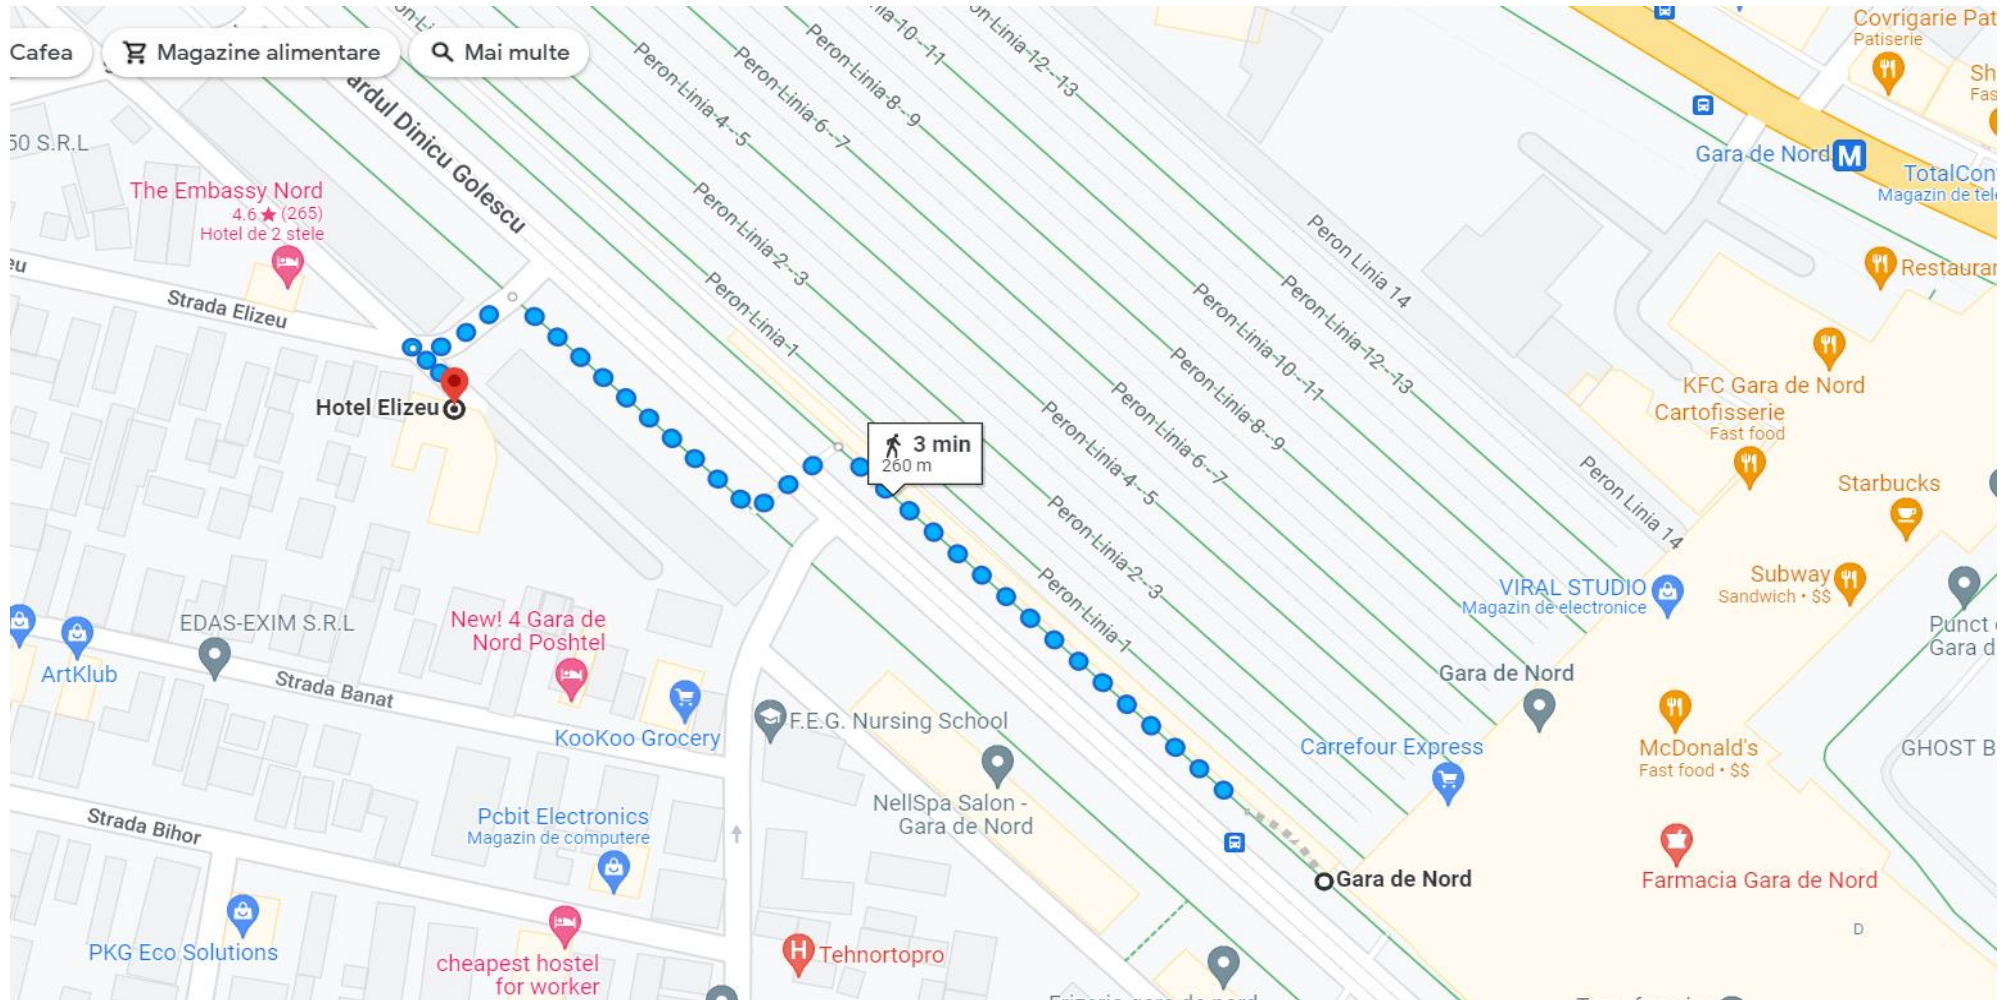 Cafea
Magazine alimentare
Mai multe
Peron Linia 4--5
Peron Linia 6--7
Peron Linia 8--9
Covrigarie Pat
Patiserie
Sh
Fas
50 S.R.L
ardul Dinicu Golescu
Gara de Nord
M
TotalCon
Magazin de tele
The Embassy Nord
4.6★ (265)
Hotel de 2 stele
Peron Linia 2--3
Peron Linia 14
Peron Linia 12--13
Peron Linia 10--11
Restauran
eu
Strada Elizeu
Peron Linia 1
Peron Linia 12--13
Peron Linia 10--11
Peron Linia 8--9
Peron Linia 6--7
Peron Linia 4--5
KFC Gara de Nord
Cartofisserie
Fast food
Hotel Elizeu
3 min
260 m
Peron Linia 14
Starbucks
Peron Linia 2--3
Peron Linia 1
VIRAL STUDIO
Magazin de electronice
Subway
Sandwich • $$
Punct
Gara d
EDAS-EXIM S.R.L
New! 4 Gara de
Nord Poshtel
ArtKlub
Strada Banat
Gara de Nord
F.E.G. Nursing School
KooKoo Grocery
Carrefour Express
McDonald's
Fast food • $$
GHOST B
NellSpa Salon -
Gara de Nord
Strada Bihor
Pcbit Electronics
Magazin de computere
Gara de Nord
Farmacia Gara de Nord
D
PKG Eco Solutions
cheapest hostel
for worker
H
Tehnortopro